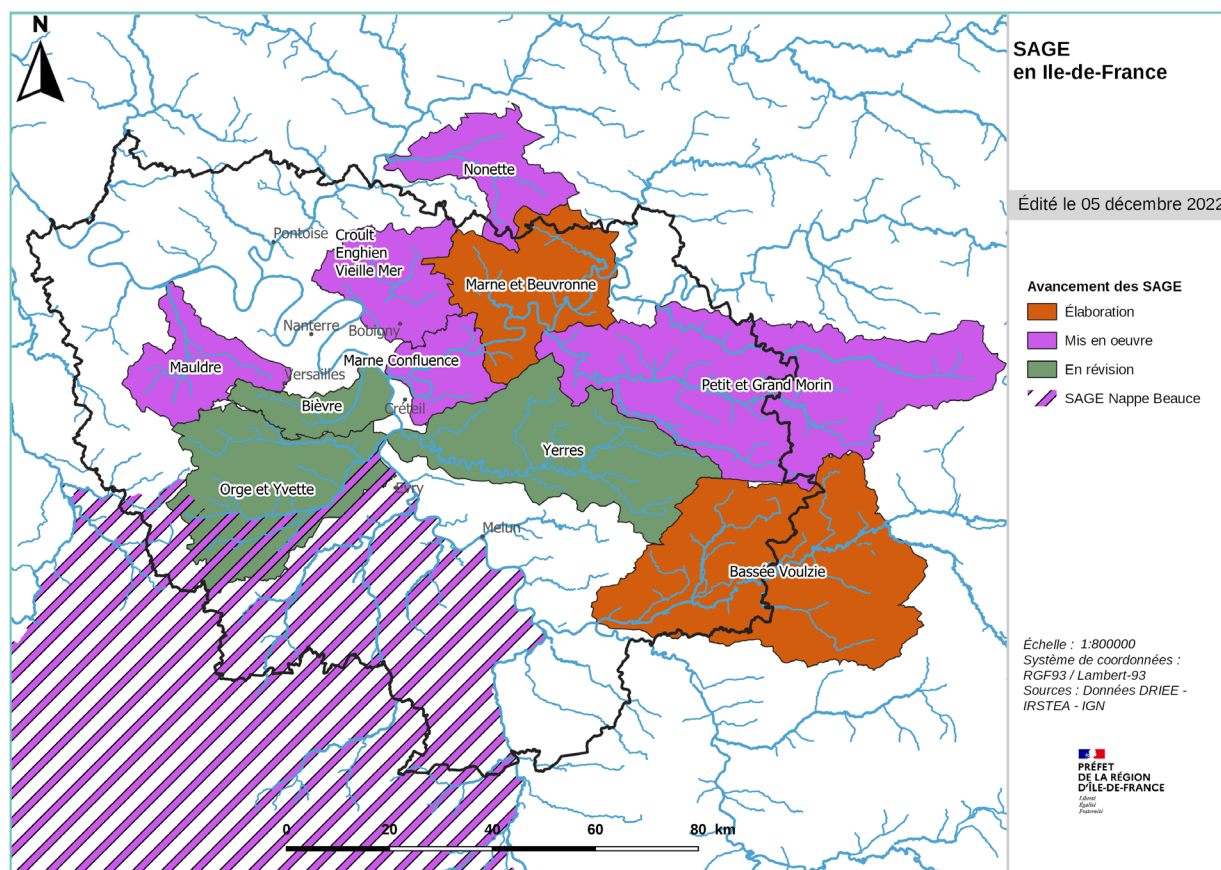 N
SAGE
en Ile-de-France
Édité le 05 décembre 2022
Avancement des SAGE
Élaboration
Mis en oeuvre
En révision
SAGE Nappe Beauce
Nonette
Pontoise
Croult
Enghien
Vieille Mer
Marne et Beuvronne
Nanterre
Bobigny
Marne Confluence
Mauldre
Versailles
Petit et Grand Morin
Bièvre
Créteil
Yerres
Orge et Yvette
Evry
Melun
Bassée Voulzie
Échelle : 1:800000
Système de coordonnées :
RGF93 / Lambert-93
Sources : Données DRIEE -
IRSTEA - IGN
PRÉFET
DE LA RÉGION
D'ÎLE-DE-FRANCE
Liberté
Égalité
Fraternité
0 20 40 60 80 km